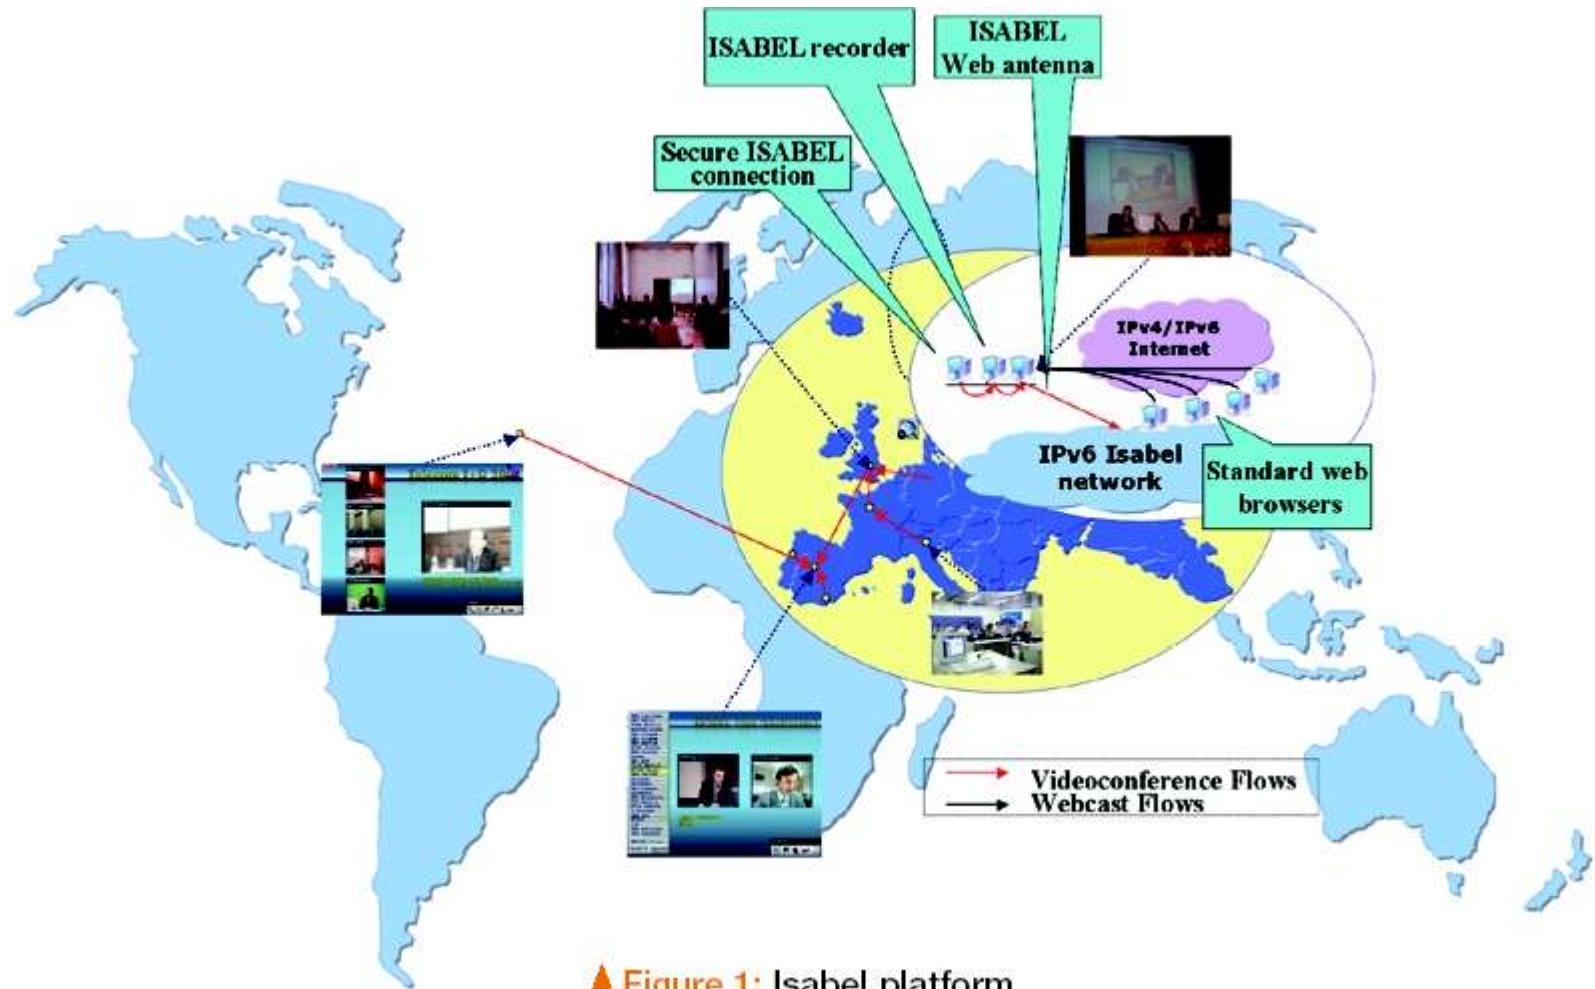 ISABEL recorder
ISABEL
Web antenna
Secure ISABEL
connection
IPv4/IPv6
Internet
IPv6 Isabel
network
Standard web
browsers
Videoconference Flows
Webcast Flows
Figure 1: Isabel platform